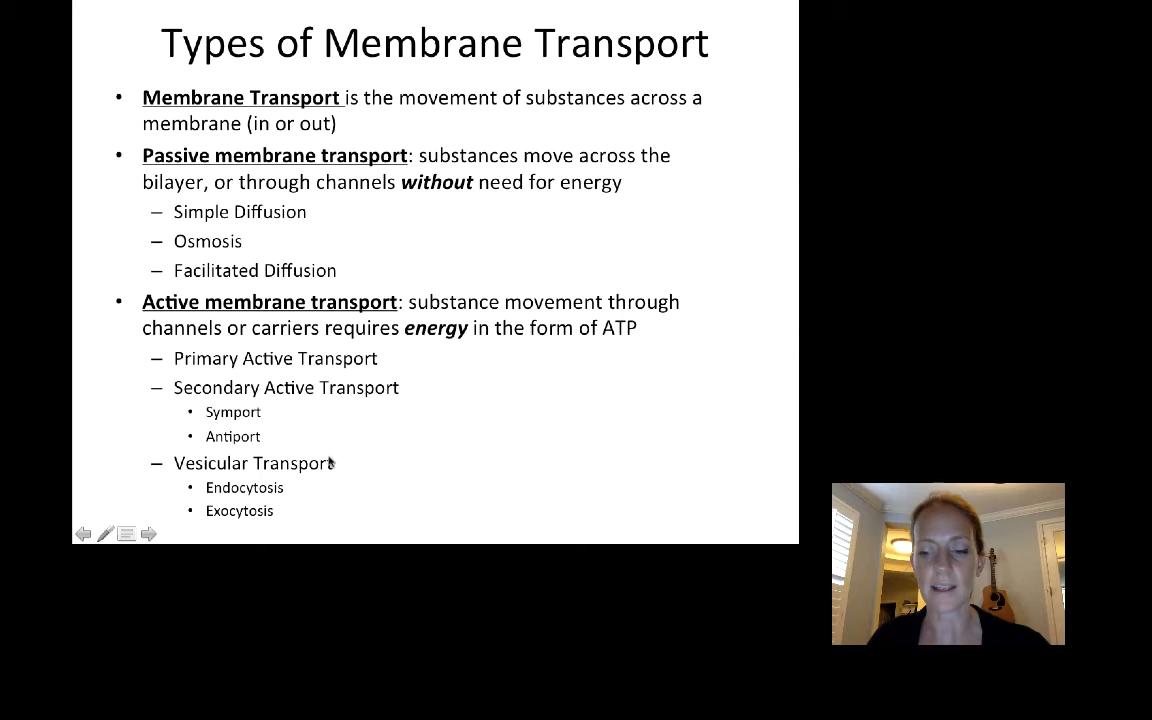 Types of Membrane Transport
• Membrane Transport is the movement of substances across a
membrane (in or out)
• Passive membrane transport: substances move across the
bilayer, or through channels without need for energy
– Simple Diffusion
– Osmosis
– Facilitated Diffusion
• Active membrane transport: substance movement through
channels or carriers requires energy in the form of ATP
– Primary Active Transport
– Secondary Active Transport
• Symport
• Antiport
– Vesicular Transport
• Endocytosis
• Exocytosis